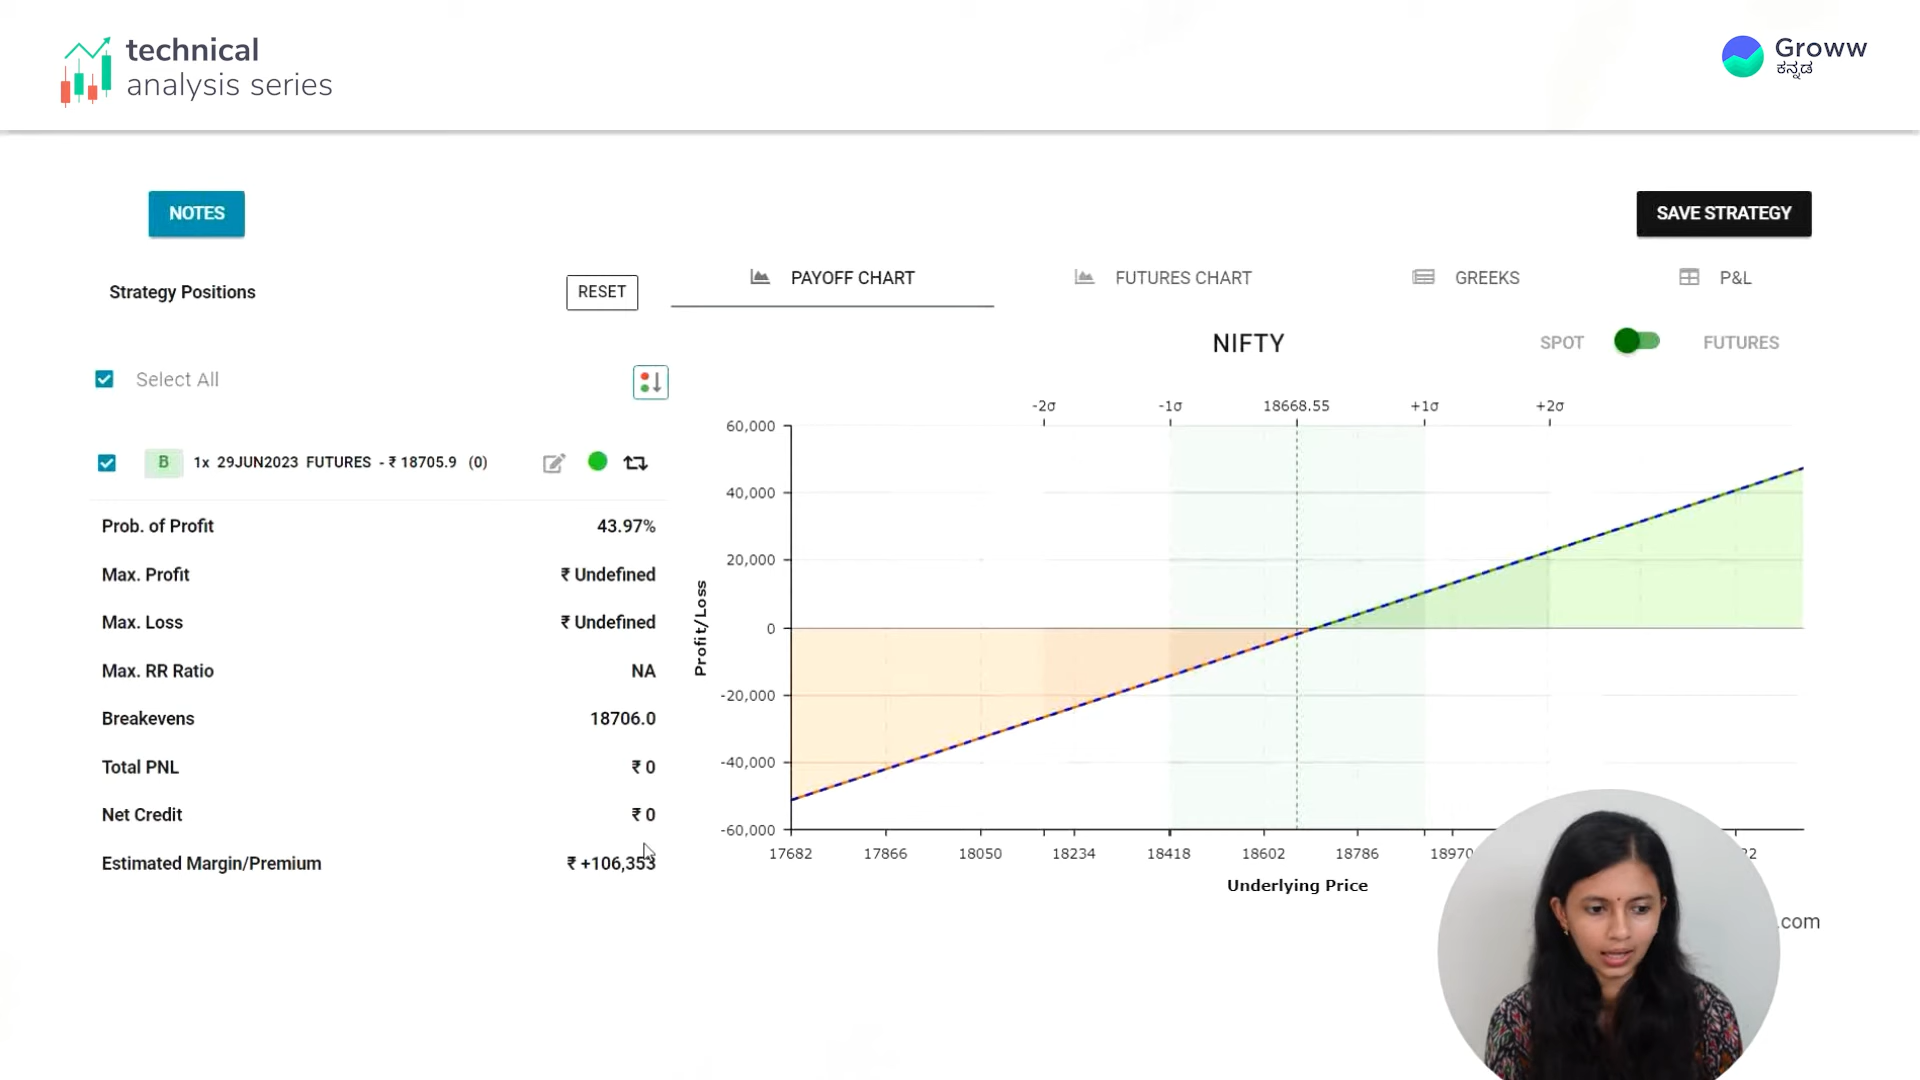 technical
analysis series
Groww
ಕನ್ನಡ
NOTES
SAVE STRATEGY
Strategy Positions
RESET
PAYOFF CHART
FUTURES CHART
GREEKS
P&L
NIFTY
SPOT
FUTURES
Select All
B 1x 29JUN2023 FUTURES - ₹ 18705.9 (0)
Prob. of Profit 43.97%
Max. Profit ₹ Undefined
Max. Loss ₹ Undefined
Max. RR Ratio NA
Breakevens 18706.0
Total PNL ₹ 0
Net Credit ₹ 0
Estimated Margin/Premium ₹ +106,353
-2σ -1σ 18668.55 +1σ +2σ
60,000
40,000
20,000
0
-20,000
-40,000
-60,000
Profit/Loss
17682 17866 18050 18234 18418 18602 18786 18970
Underlying Price
.com